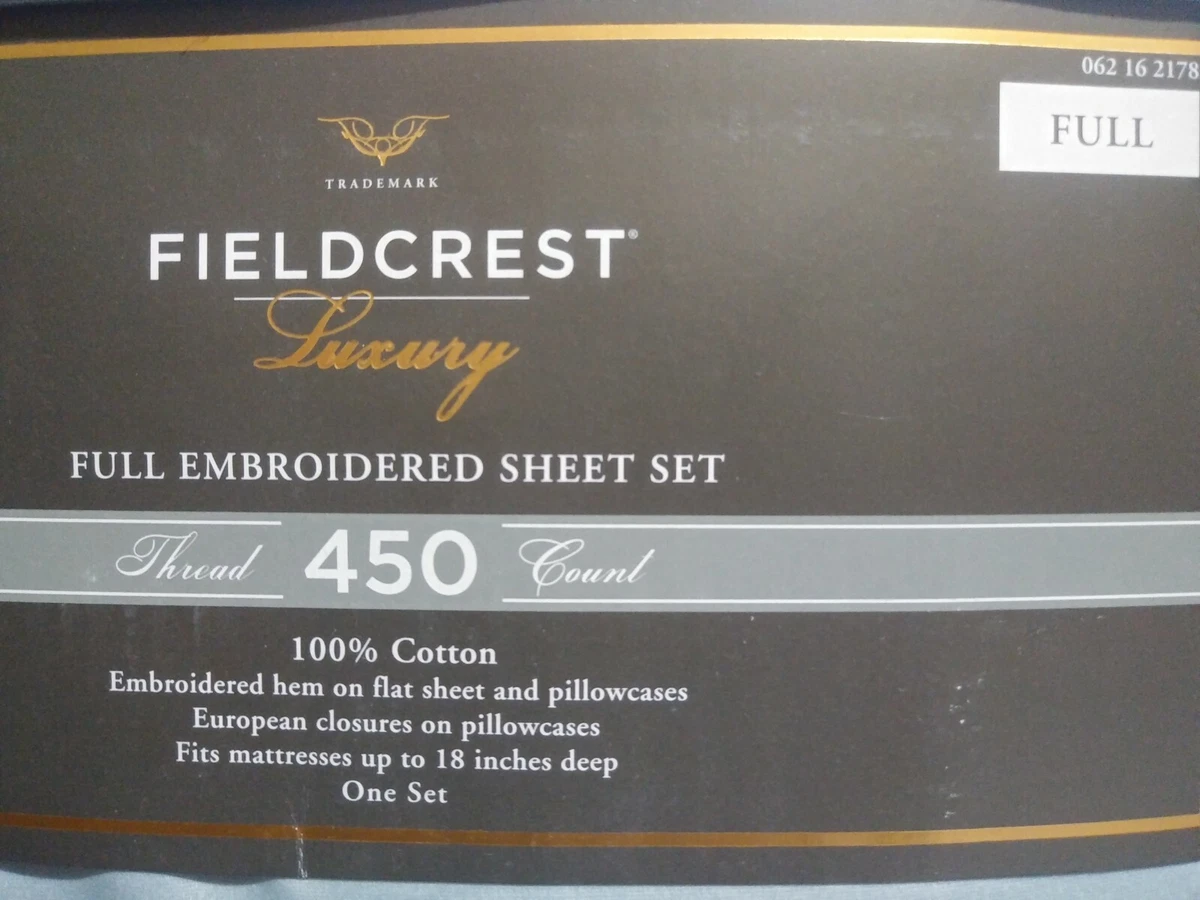 062 16 2178
FULL
TRADEMARK
FIELDCREST®
Luxury
FULL EMBROIDERED SHEET SET
Thread 450 Count
100% Cotton
Embroidered hem on flat sheet and pillowcases
European closures on pillowcases
Fits mattresses up to 18 inches deep
One Set